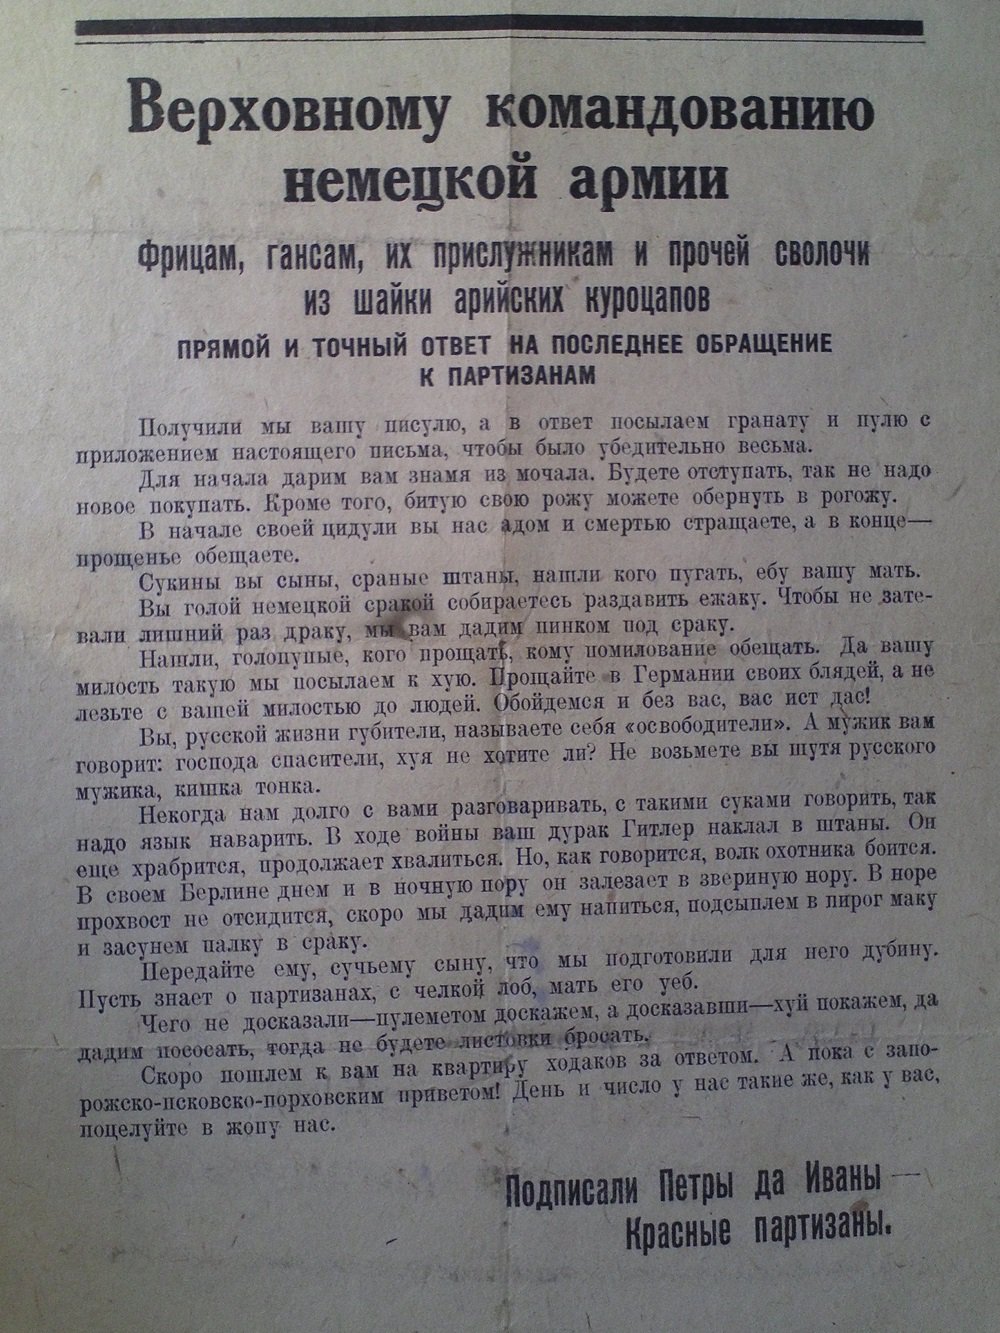 Верховному командованию
немецкой армии
Фрицам, гансам, их прислужникам и прочей сволочи
из шайки арийских куроцапов
ПРЯМОЙ И ТОЧНЫЙ ОТВЕТ НА ПОСЛЕДНЕЕ ОБРАЩЕНИЕ
К ПАРТИЗАНАМ
Получили мы вашу писулю, а в ответ посылаем гранату и пулю с
приложением настоящего письма, чтобы было убедительно весьма.
Для начала дарим вам знамя из мочала. Будете отступать, так не надо
новое покупать. Кроме того, битую свою рожу можете обернуть в рогожу.
В начале своей цидули вы нас адом и смертью стращаете, а в конце—
прощенье обещаете.
Сукины вы сыны, сраные штаны, нашли кого пугать, ебу вашу мать.
Вы голой немецкой сракой собираетесь раздавить ежаку. Чтобы не зате-
вали лишний раз драку, мы вам дадим пинком под сраку.
Нашли, голопупые, кого прощать, кому помилование обещать. Да вашу
милость такую мы посылаем к хую. Прощайте в Германии своих блядей, а не
лезьте с вашей милостью до людей. Обойдемся и без вас, вас ист дас!
Вы, русской жизни губители, называете себя «освободители». А мужик вам
говорит: господа спасители, хуя не хотите ли? Не возьмете вы шутя русского
мужика, кишка тонка.
Некогда нам долго с вами разговаривать, с такими суками говорить, так
надо язык наварить. В ходе войны ваш дурак Гитлер наклал в штаны. Он
еще храбрится, продолжает хвалиться. Но, как говорится, волк охотника боится.
В своем Берлине днем и в ночную пору он залезает в звериную нору. В норе
прохвост не отсидится, скоро мы дадим ему напиться, подсыплем в пирог маку
и засунем палку в сраку.
Передайте ему, сучьему сыну, что мы подготовили для него дубину.
Пусть знает о партизанах, с челкой лоб, мать его уеб.
Чего не досказали—пулеметом доскажем, а досказавши—хуй покажем, да
дадим пососать, тогда не будете листовки бросать.
Скоро пошлем к вам на квартиру ходаков за ответом. А пока с запо-
рожско-псковско-порховским приветом! День и число у нас такие же, как у вас,
поцелуйте в жопу нас.
Подписали Петры да Иваны —
Красные партизаны.